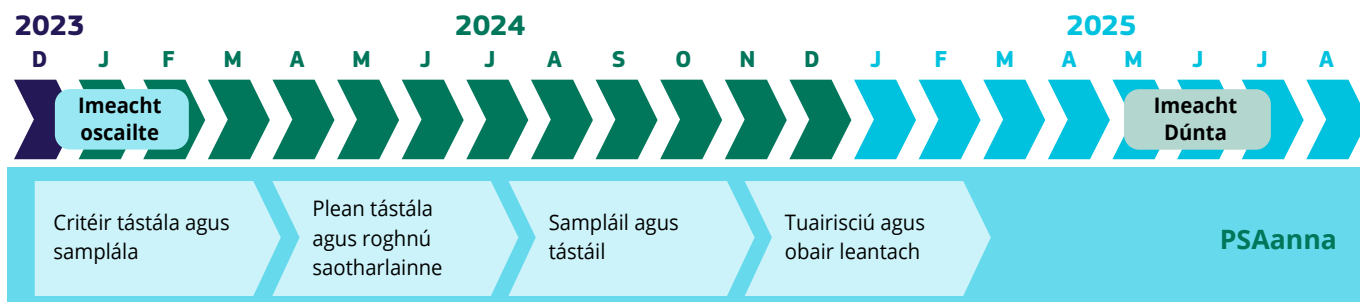 2023 2024 2025
D J F M A M J J A S O N D J F M A M J J A
Imeacht
oscailte
Imeacht
Dúnta
Critéir tástála agus
samplála
Plean tástála
agus roghnú
saotharlainne
Sampláil agus
tástáil
Tuairisciú agus
obair leantach
PSAanna